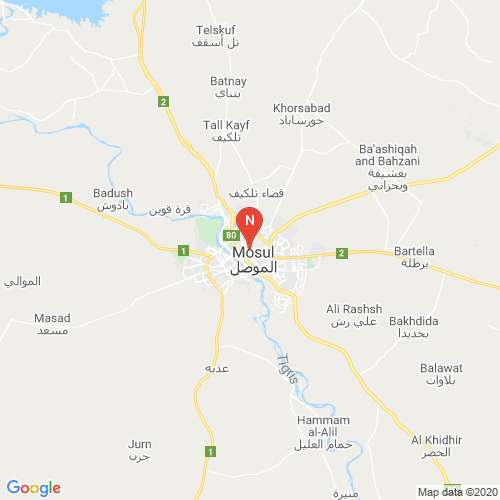 Telskuf
تل أسقف
2
Batnay
بتناي
Khorsabad
خورساباد
Tall Kayf
تلكيف
Ba'ashiqah
and Bahzani
بعشيقة
وبحزاني
قضاء تلكيف
Badush
بادوش
1
قرة قوين
N
80
1
Mosul
الموصل
2
Bartella
برطلة
الموالي
Masad
مسعد
Ali Rashsh
علي رش
Bakhdida
بخديدا
Tigris
عدبه
Balawat
بلاوات
Hammam
al-Alil
حمام العليل
Jurn
جرن
1
Al Khidhir
الخضر
منيرة
Google
Map data ©2020